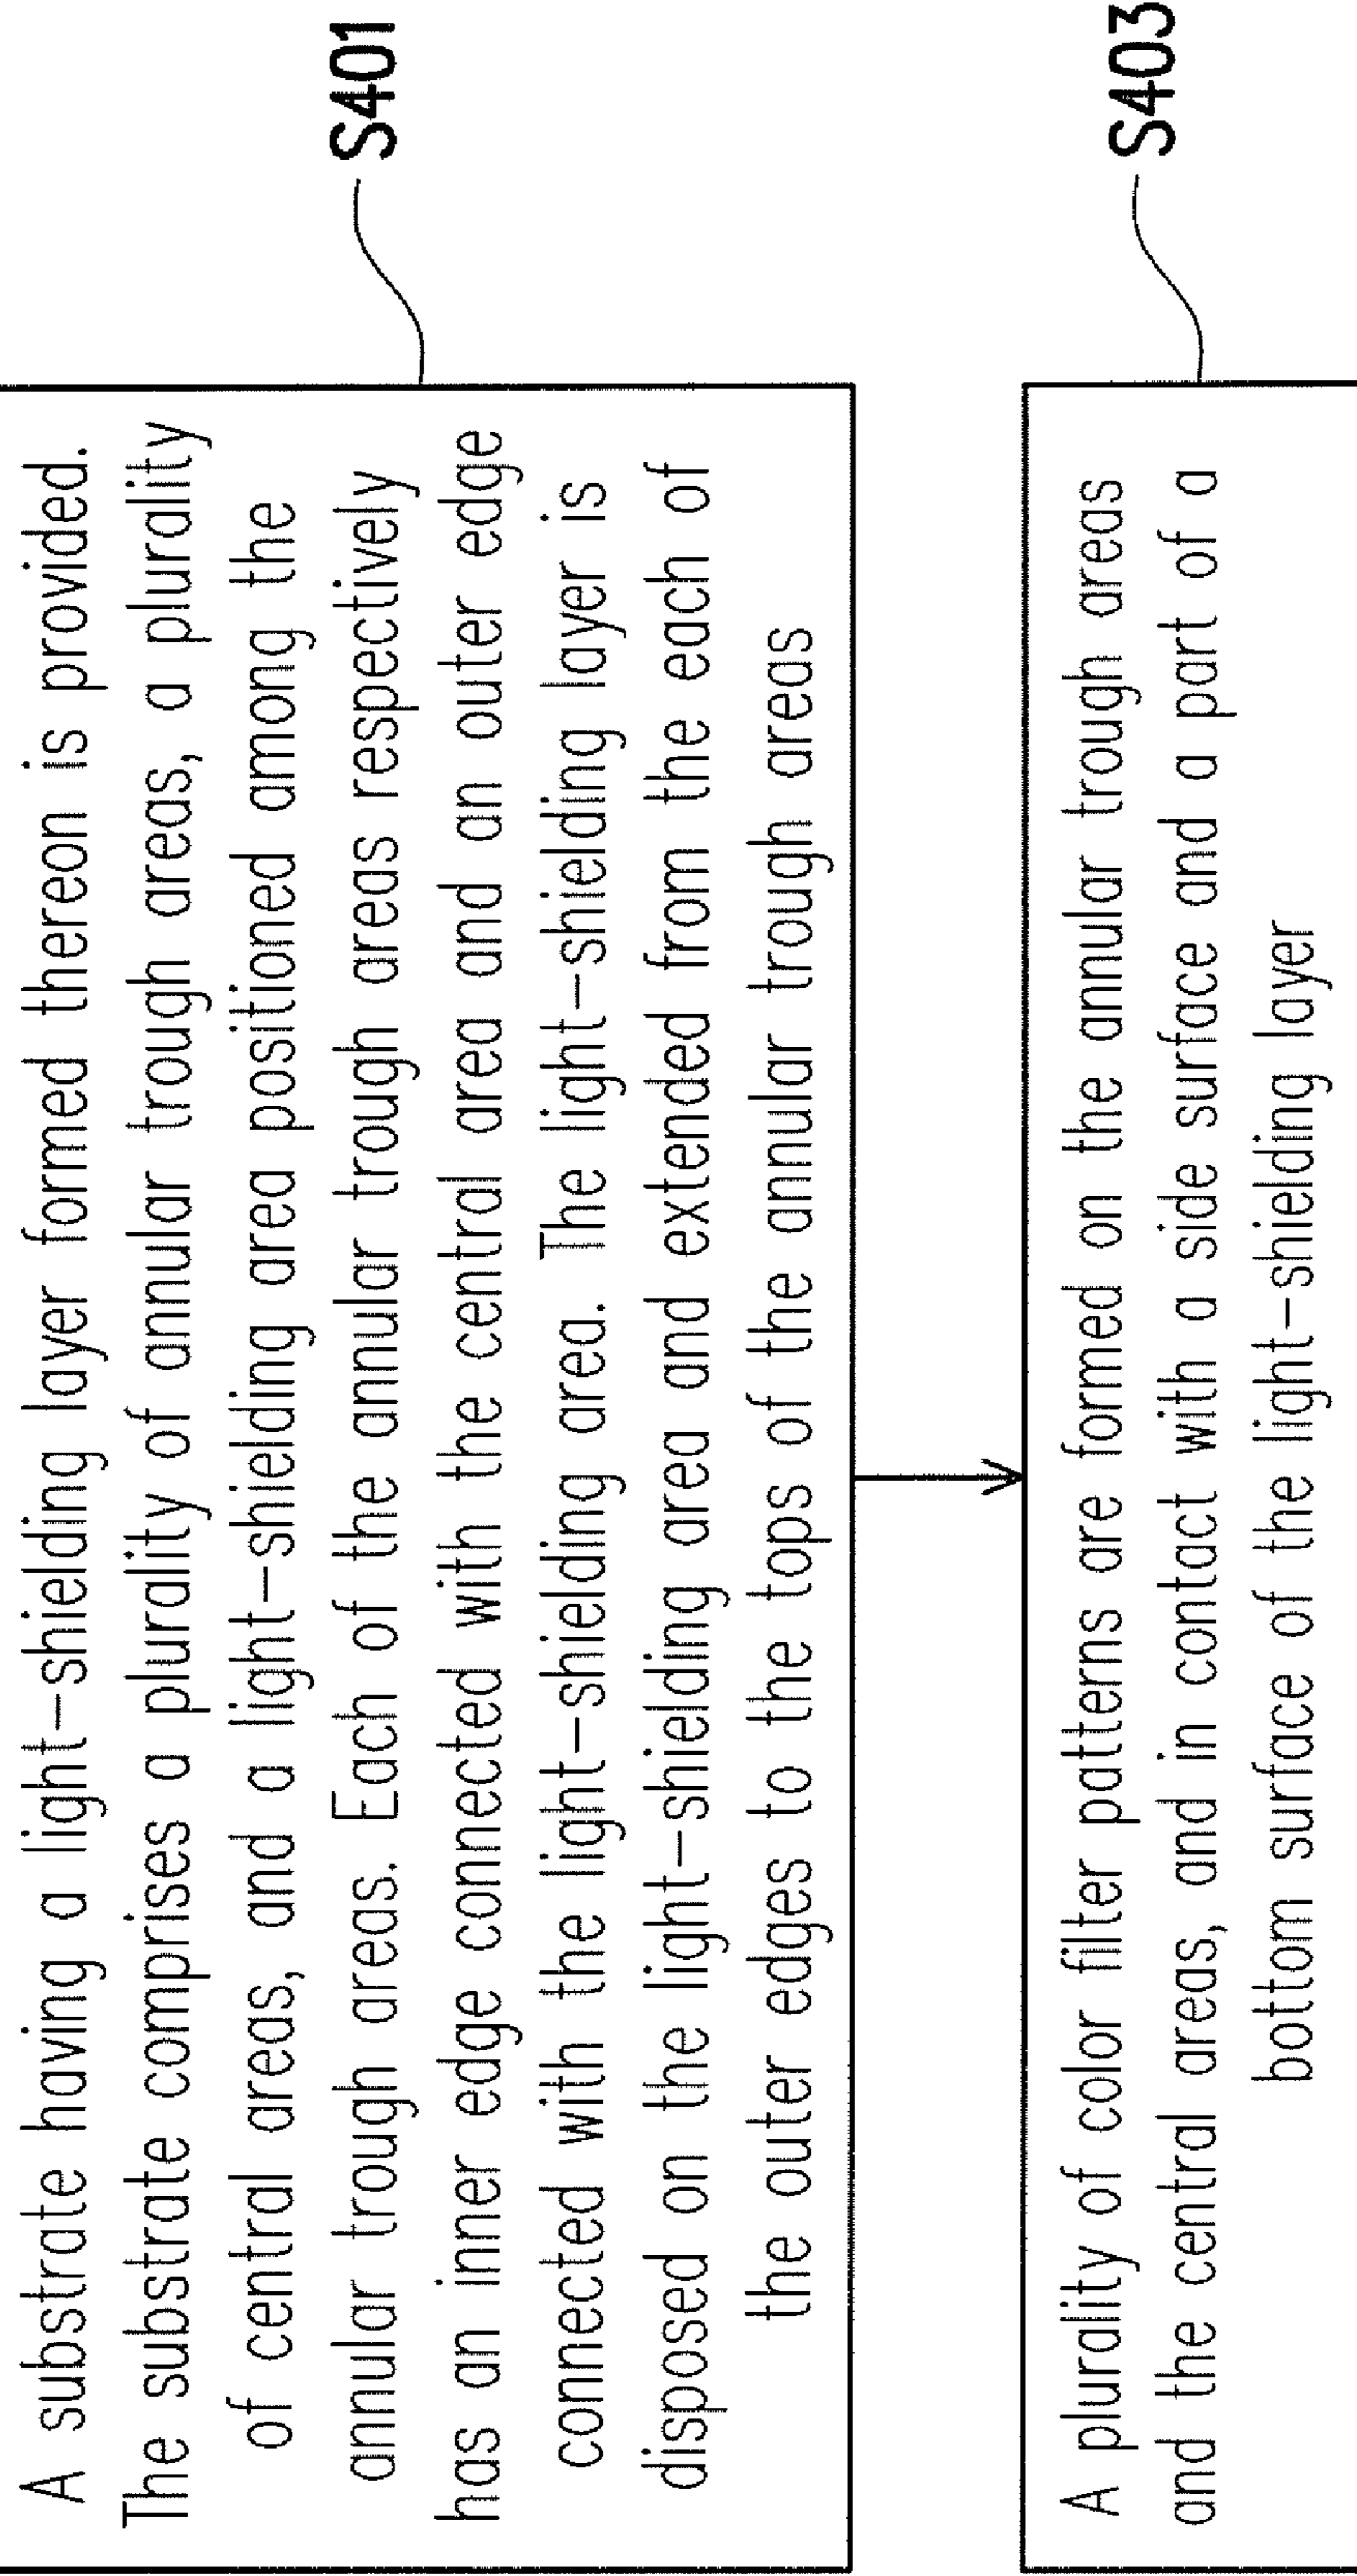 A substrate having a light-shielding layer formed thereon is provided.
The substrate comprises a plurality of annular trough areas, a plurality
of central areas, and a light-shielding area positioned among the
annular trough areas. Each of the annular trough areas respectively
has an inner edge connected with the central area and an outer edge
connected with the light-shielding area. The light-shielding layer is
disposed on the light-shielding area and extended from the each of
the outer edges to the tops of the annular trough areas
S401
A plurality of color filter patterns are formed on the annular trough areas
and the central areas, and in contact with a side surface and a part of a
bottom surface of the light-shielding layer
S403